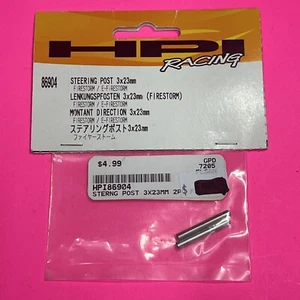 HPI
RACING
86904
STEERING POST 3x23mm
FIRESTORM / E-FIRESTORM
LENKUNGSPFOSTEN 3x23mm (FIRESTORM)
FIRESTORM / E-FIRESTORM
MONTANT DIRECTION 3x23mm
FIRESTORM / E-FIRESTORM
ステアリングポスト3x23mm
ファイヤーストーム
$4.99
GPD
7205
HPI86904
STERNG POST 3X23MM 2P